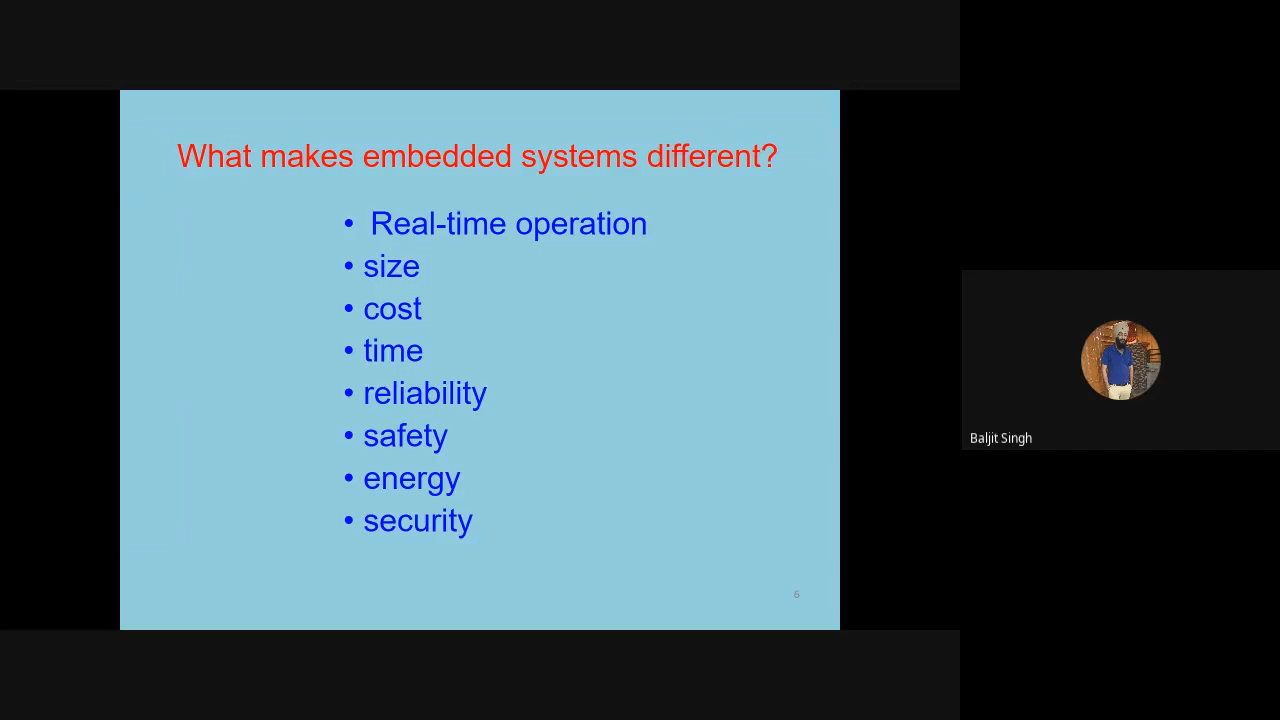 What makes embedded systems different?
• Real-time operation
• size
• cost
• time
• reliability
• safety
• energy
• security
6
Baljit Singh